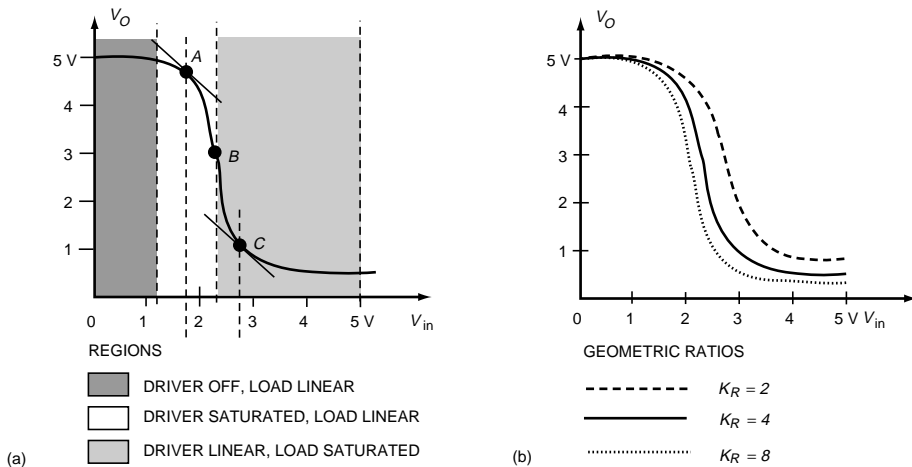 (a)
V_O
5 V
4
3
2
1
A
B
C
0 1 2 3 4 5 V V_in
REGIONS
DRIVER OFF, LOAD LINEAR
DRIVER SATURATED, LOAD LINEAR
DRIVER LINEAR, LOAD SATURATED
(b)
V_O
5 V
4
3
2
1
0 1 2 3 4 5 V V_in
GEOMETRIC RATIOS
K_R = 2
K_R = 4
K_R = 8